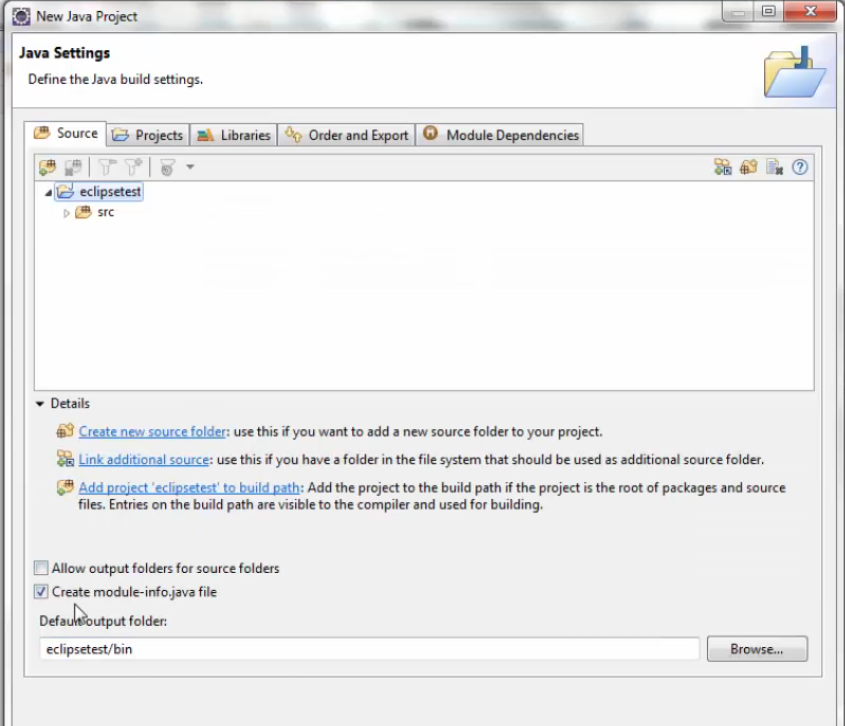 New Java Project
Java Settings
Define the Java build settings.
Source Projects Libraries Order and Export Module Dependencies
eclipsetest
src
Details
Create new source folder: use this if you want to add a new source folder to your project.
Link additional source: use this if you have a folder in the file system that should be used as additional source folder.
Add project 'eclipsetest' to build path: Add the project to the build path if the project is the root of packages and source
files. Entries on the build path are visible to the compiler and used for building.
Allow output folders for source folders
Create module-info.java file
Default output folder:
eclipsetest/bin
Browse...